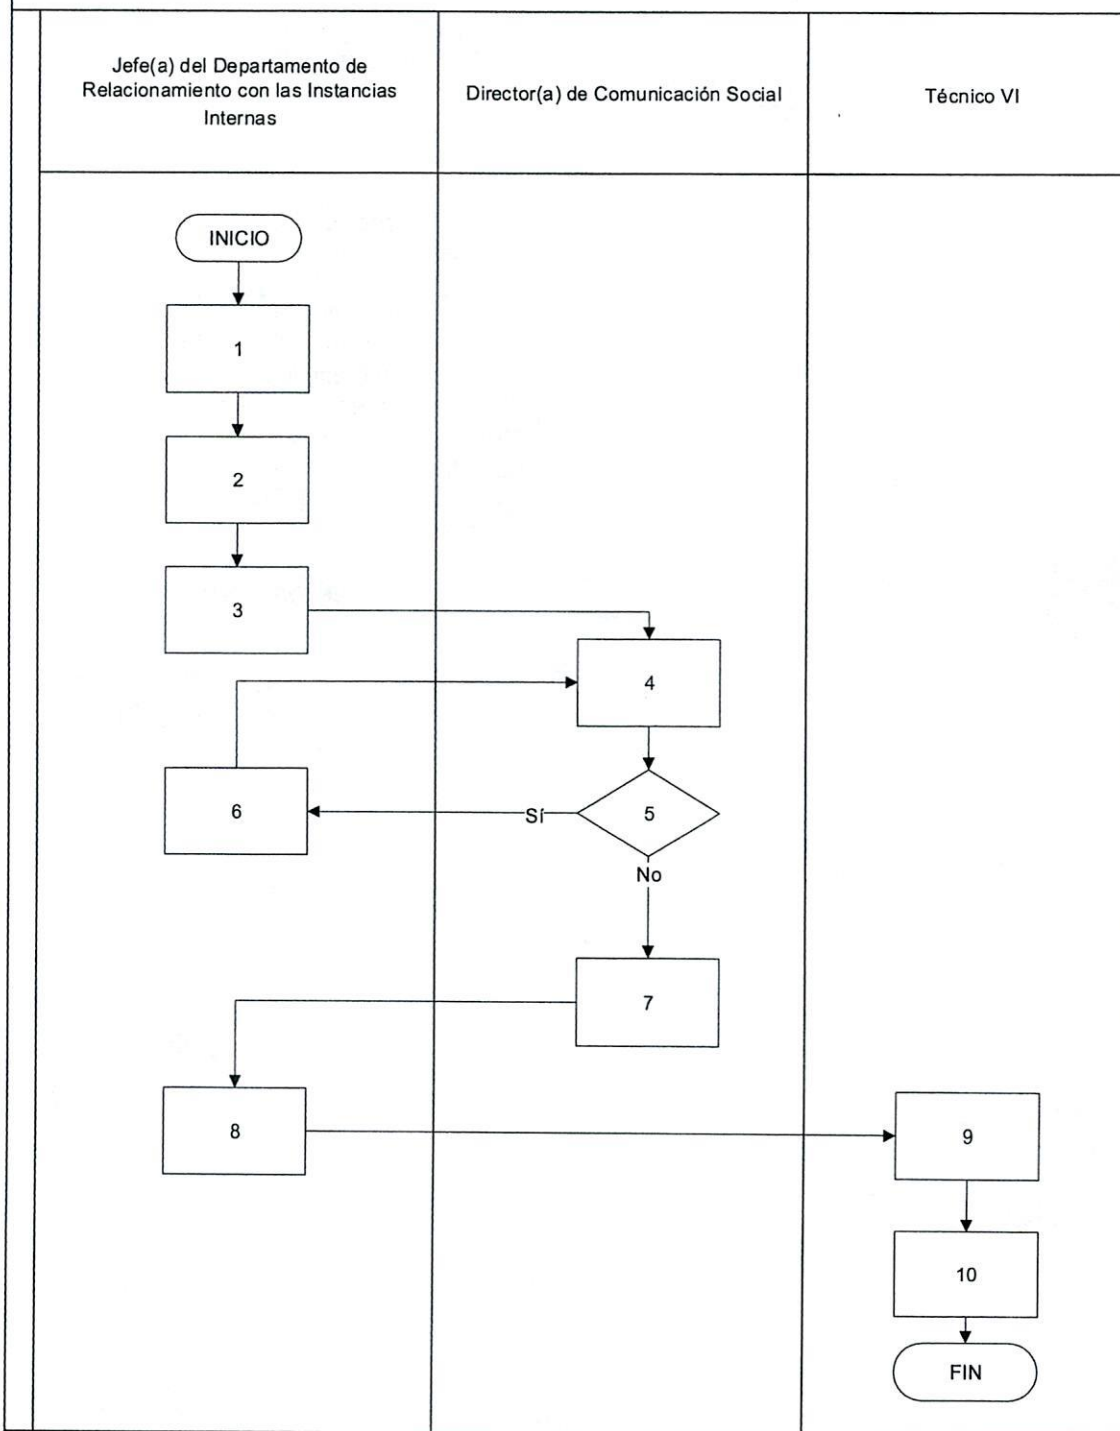 Jefe(a) del Departamento de
Relacionamiento con las Instancias
Internas
Director(a) de Comunicación Social
Técnico VI
INICIO
1
2
3
4
6
Sí
5
No
7
8
9
10
FIN